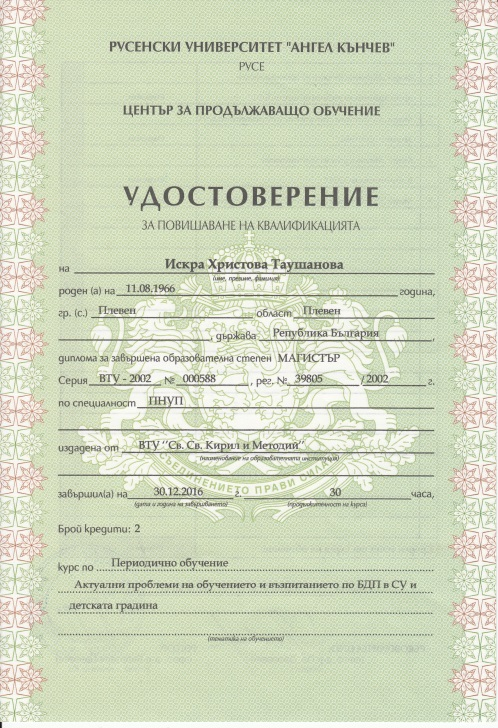 РУСЕНСКИ УНИВЕРСИТЕТ "АНГЕЛ КЪНЧЕВ"
РУСЕ
ЦЕНТЪР ЗА ПРОДЪЛЖАВАЩО ОБУЧЕНИЕ
УДОСТОВЕРЕНИЕ
ЗА ПОВИШАВАНЕ НА КВАЛИФИКАЦИЯТА
на Искра Христова Таушанова
(име, презиме, фамилия)
роден (а) на 11.08.1966 година,
гр. (с.) Плевен област Плевен
, държава Република България ,
диплома за завършена образователна степен МАГИСТЪР
Серия ВТУ - 2002 № 000588 , рег. № 39805 / 2002 г.
по специалност ПНУП
издадена от ВТУ "Св. Св. Кирил и Методий"
(наименование на образователната институция)
СЪЕДИНЕНИЕТО ПРАВИ СИЛАТА
завършил(а) на 30.12.2016 г. 30 часа,
(дата и година на завършването) (продължителност на курса)
Брой кредити: 2
курс по Периодично обучение
Актуални проблеми на обучението и възпитанието по БДП в СУ и
детската градина
(тематика на обучението)